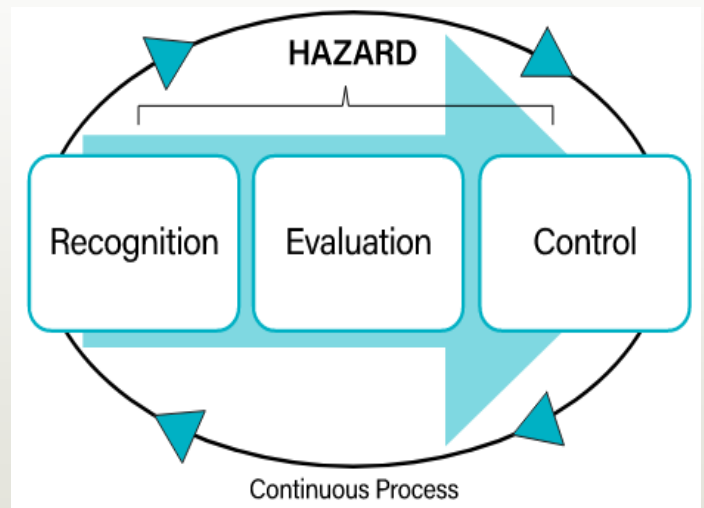 HAZARD
Recognition
Evaluation
Control
Continuous Process